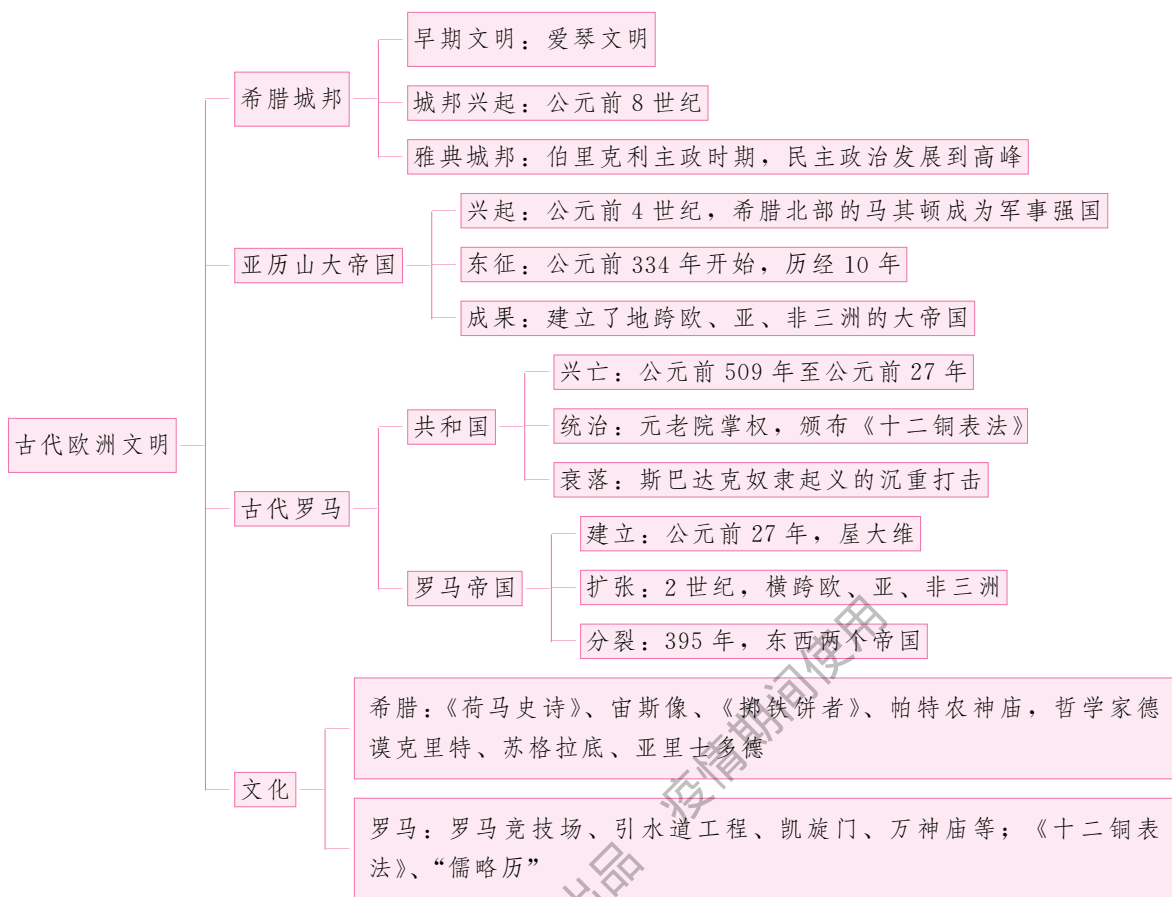 早期文明：爱琴文明
希腊城邦
城邦兴起：公元前 8 世纪
雅典城邦：伯里克利主政时期，民主政治发展到高峰
兴起：公元前 4 世纪，希腊北部的马其顿成为军事强国
亚历山大帝国
东征：公元前 334 年开始，历经 10 年
成果：建立了地跨欧、亚、非三洲的大帝国
古代欧洲文明
兴亡：公元前 509 年至公元前 27 年
共和国
统治：元老院掌权，颁布《十二铜表法》
衰落：斯巴达克奴隶起义的沉重打击
古代罗马
建立：公元前 27 年，屋大维
罗马帝国
扩张：2 世纪，横跨欧、亚、非三洲
分裂：395 年，东西两个帝国
文化
希腊：《荷马史诗》、宙斯像、《掷铁饼者》、帕特农神庙，哲学家德
谟克里特、苏格拉底、亚里士多德
罗马：罗马竞技场、引水道工程、凯旋门、万神庙等；《十二铜表
法》、“儒略历”
疫情期间使用
出品